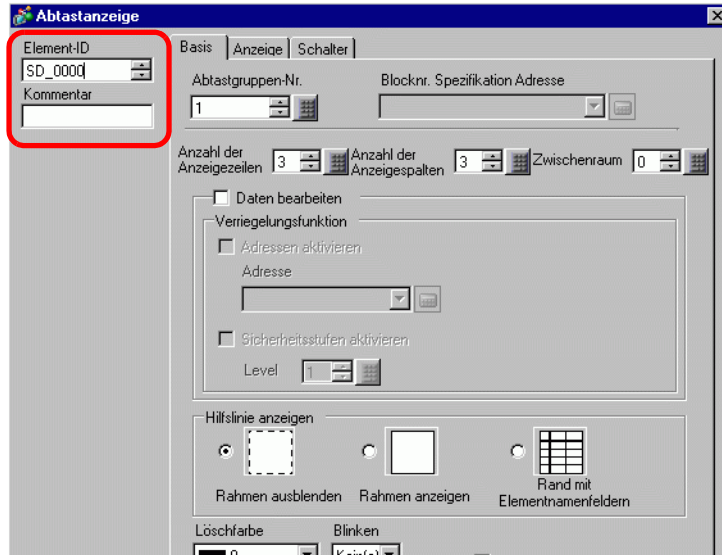 Abtastanzeige
Element-ID
SD_0000
Kommentar
Basis Anzeige Schalter
Abtastgruppen-Nr. Blocknr. Spezifikation Adresse
1
Anzahl der Anzeigezeilen 3 Anzahl der Anzeigespalten 3 Zwischenraum 0
Daten bearbeiten
Verriegelungsfunktion
Adressen aktivieren
Adresse
Sicherheitsstufen aktivieren
Level 1
Hilfslinie anzeigen
Rahmen ausblenden Rahmen anzeigen Rand mit Elementnamenfeldern
Löschfarbe Blinken